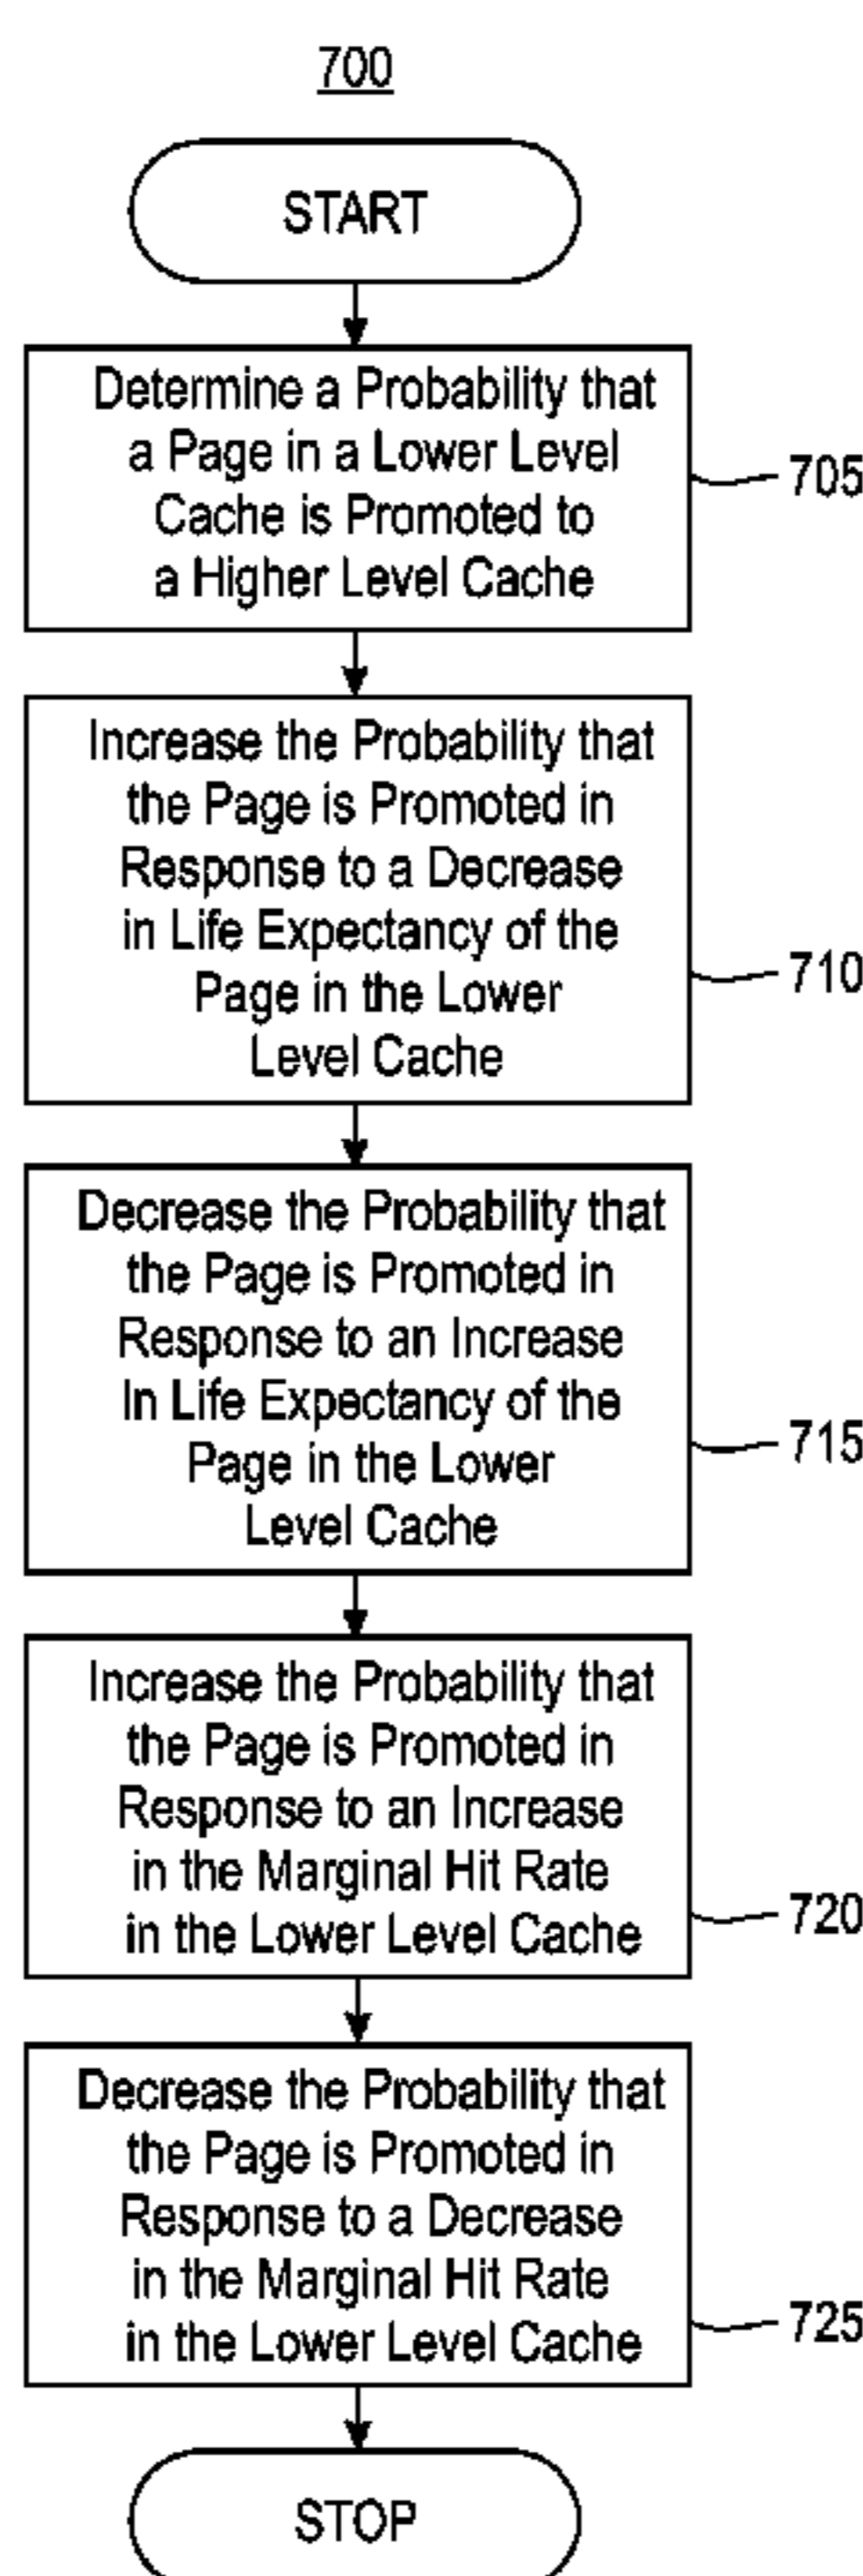 700
START
Determine a Probability that
a Page in a Lower Level
Cache is Promoted to
a Higher Level Cache
705
Increase the Probability that
the Page is Promoted in
Response to a Decrease
in Life Expectancy of the
Page in the Lower
Level Cache
710
Decrease the Probability that
the Page is Promoted in
Response to an Increase
In Life Expectancy of the
Page in the Lower
Level Cache
715
Increase the Probability that
the Page is Promoted in
Response to an Increase
in the Marginal Hit Rate
in the Lower Level Cache
720
Decrease the Probability that
the Page is Promoted in
Response to a Decrease
in the Marginal Hit Rate
in the Lower Level Cache
725
STOP